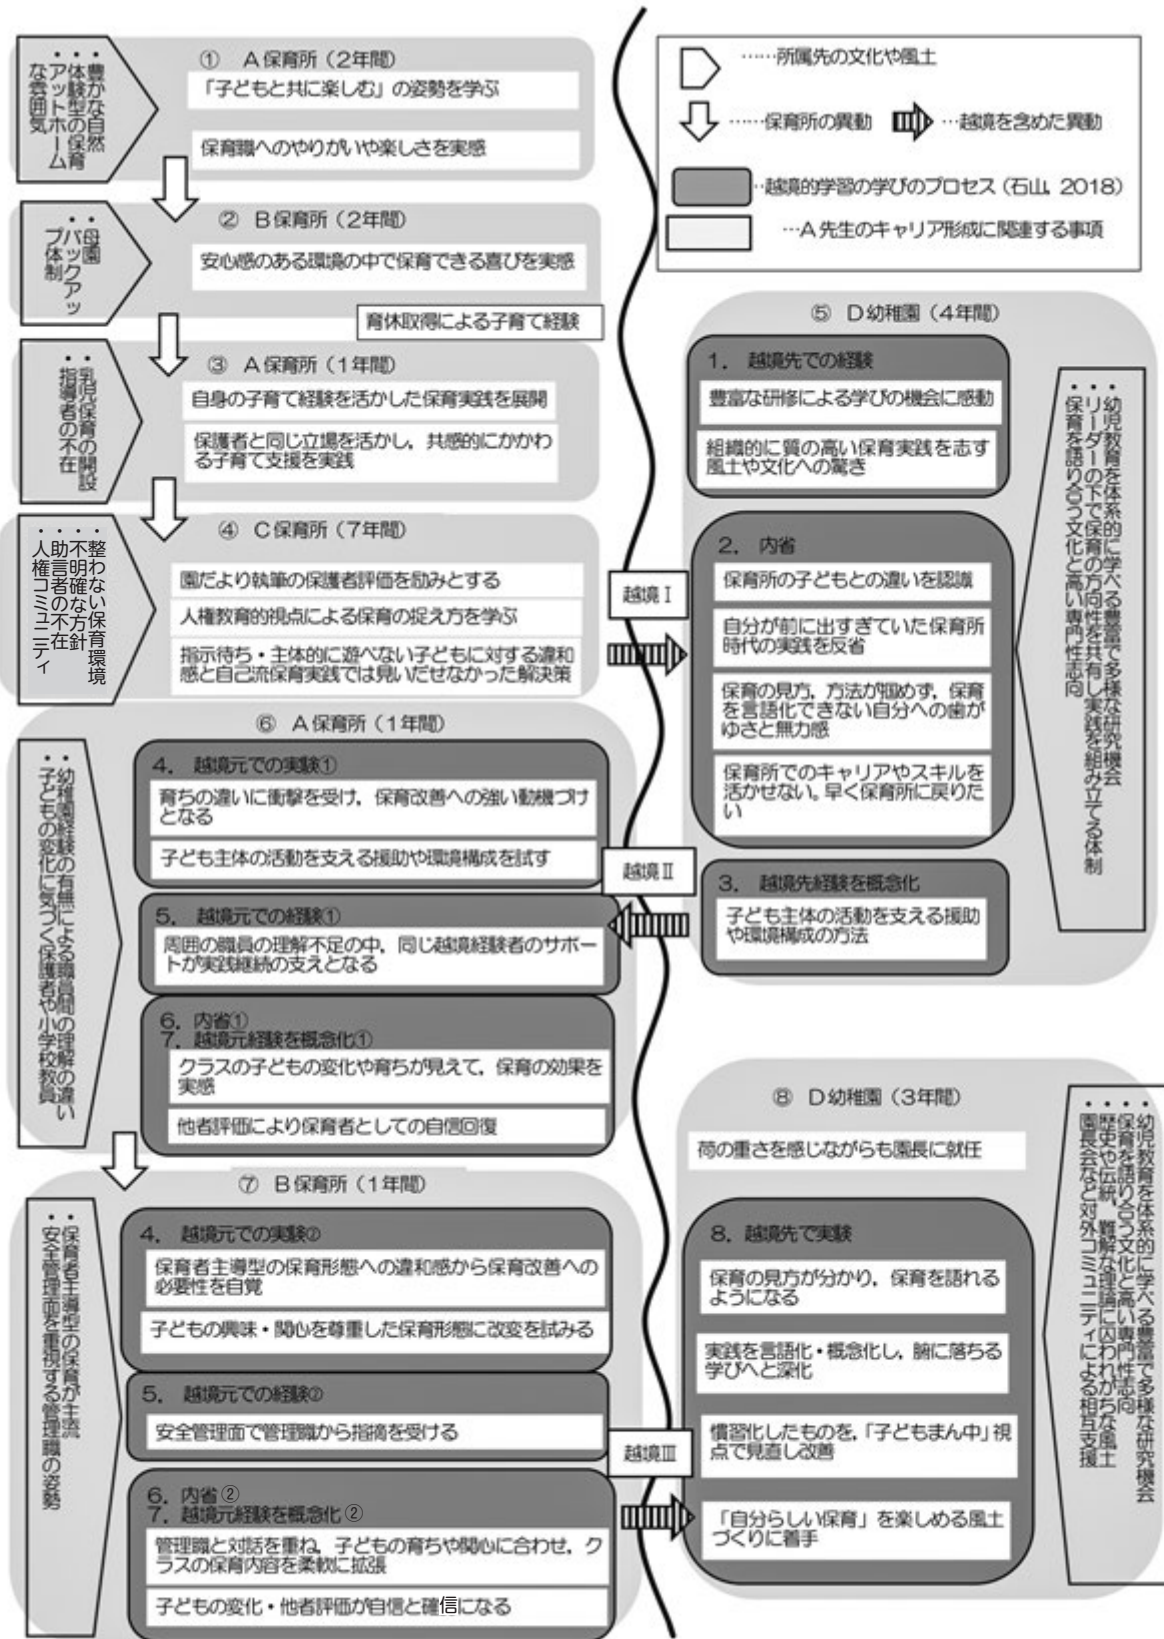 ① A保育所(2年間)
・豊かな自然
・体験型の保育
・アットホーム
な雰囲気
「子どもと共に楽しむ」の姿勢を学ぶ
保育職へのやりがいや楽しさを実感
② B保育所(2年間)
・母園
・バックアッ
プ体制
安心感のある環境の中で保育できる喜びを実感
育休取得による子育て経験
③ A保育所(1年間)
・乳児保育の開設
・指導者の不在
自身の子育て経験を活かした保育実践を展開
保護者と同じ立場を活かし,共感的にかかわ
る子育て支援を実践
④ C保育所(7年間)
・整わない保育環境
・不明確な方針
・助言者の不在
・人権コミュニティ
園だより執筆の保護者評価を励みとする
人権教育的視点による保育の捉え方を学ぶ
指示待ち・主体的に遊べない子どもに対する違和
感と自己流保育実践では見いだせなかった解決策
越境Ⅰ
……所属先の文化や風土
……保育所の異動
…越境を含めた異動
…越境的学習の学びのプロセス(石山,2018)
…A先生のキャリア形成に関連する事項
⑤ D幼稚園(4年間)
1. 越境先での経験
豊富な研修による学びの機会に感動
組織的に質の高い保育実践を志す
風土や文化への驚き
2. 内省
保育所の子どもとの違いを認識
自分が前に出すぎていた保育所
時代の実践を反省
保育の見方,方法が掴めず,保育
を言語化できない自分への歯が
ゆさと無力感
保育所でのキャリアやスキルを
活かせない。早く保育所に戻りた
い
3. 越境先経験を概念化
子ども主体の活動を支える援助
や環境構成の方法
・幼児教育を体系的に学べる豊富で多様な研究機会
・リーダーの下で保育の方向性を共有し実践を組み立てる体制
・保育を語り合う文化と高い専門性志向
越境Ⅱ
⑥ A保育所(1年間)
・幼稚園経験の有無による職員間の理解の違い
・子どもの変化に気づく保護者や小学校教員
4. 越境元での実験①
育ちの違いに衝撃を受け,保育改善への強い動機づけ
となる
子ども主体の活動を支える援助や環境構成を試す
5. 越境元での経験①
周囲の職員の理解不足の中,同じ越境経験者のサポー
トが実践継続の支えとなる
6. 内省①
7. 越境元経験を概念化①
クラスの子どもの変化や育ちが見えて,保育の効果を
実感
他者評価により保育者としての自信回復
⑦ B保育所(1年間)
・保育者主導型の保育が主流
・安全管理面を重視する管理職の姿勢
4. 越境元での実験②
保育者主導型の保育形態への違和感から保育改善への
必要性を自覚
子どもの興味・関心を尊重した保育形態に改変を試みる
5. 越境元での経験②
安全管理面で管理職から指摘を受ける
6. 内省②
7. 越境元経験を概念化②
管理職と対話を重ね,子どもの育ちや関心に合わせ,ク
ラスの保育内容を柔軟に拡張
子どもの変化・他者評価が自信と確信になる
越境Ⅲ
⑧ D幼稚園(3年間)
荷の重さを感じながらも園長に就任
8. 越境先で実験
保育の見方が分かり,保育を語れる
ようになる
実践を言語化・概念化し,腑に落ちる
学びへと深化
慣習化したものを,「子どもまん中」視
点で見直し改善
「自分らしい保育」を楽しめる風土
づくりに着手
・幼児教育を体系的に学べる豊富で多様な研究機会
・保育を語り合う文化と高い専門性志向
・歴史や伝統,難解な理論に囚われがちな風土
・園長会など対外コミュニティによる相互支援